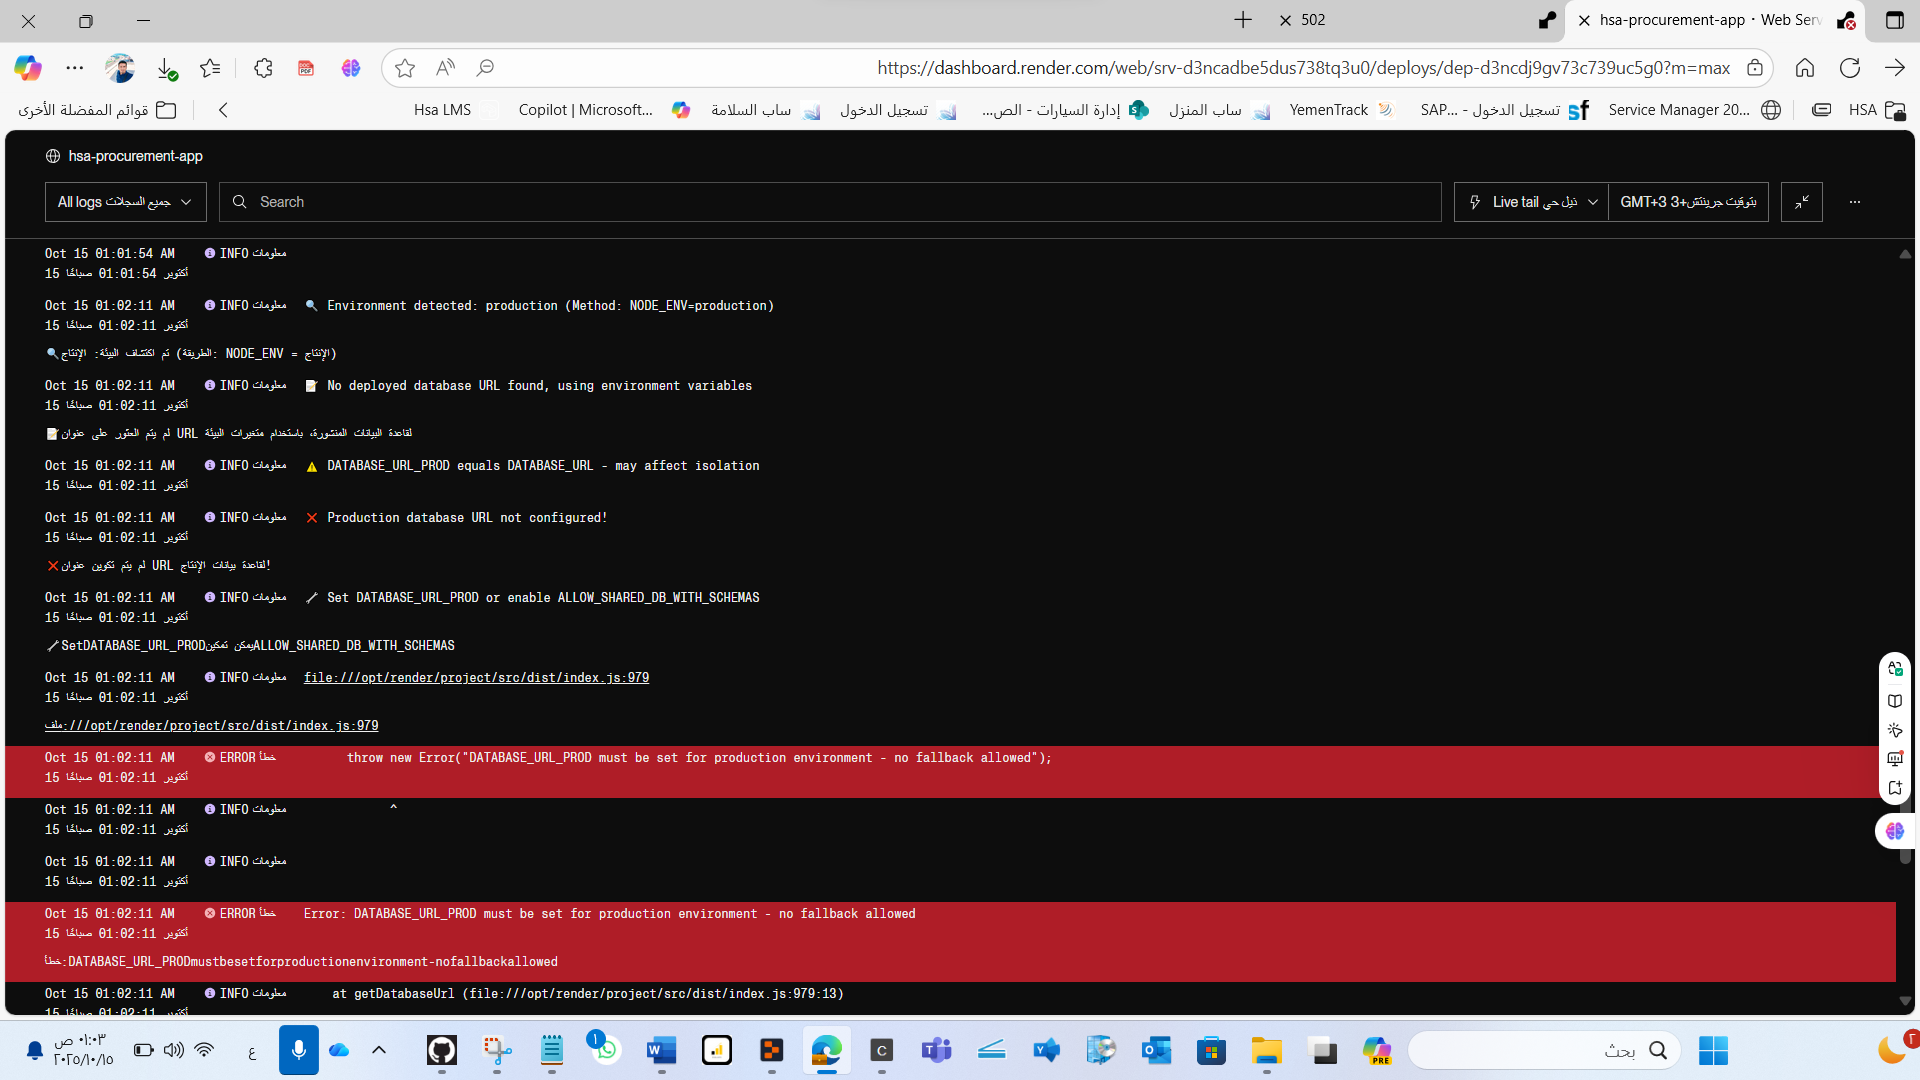 502
hsa-procurement-app · Web Serv
https://dashboard.render.com/web/srv-d3ncadbe5dus738tq3u0/deploys/dep-d3ncdj9gv73c739uc5g0?m=max
قوائم المفضلة الأخرى
Hsa LMS
Copilot | Microsoft...
ساب السلامة
تسجيل الدخول
إدارة السيارات - الص...
ساب المنزل
YemenTrack
تسجيل الدخول - SAP...
Service Manager 20...
HSA
hsa-procurement-app
All logs جميع السجلات
Search
Live tail ذيل حي
GMT+3 بتوقيت جرينتش+3
Oct 15 01:01:54 AM INFO معلومات
15 أكتوبر 01:01:54 صباحًا
Oct 15 01:02:11 AM INFO معلومات 🔍 Environment detected: production (Method: NODE_ENV=production)
15 أكتوبر 01:02:11 صباحًا
🔍تم اكتشاف البيئة: الإنتاج (الطريقة: NODE_ENV = الإنتاج)
Oct 15 01:02:11 AM INFO معلومات 📝 No deployed database URL found, using environment variables
15 أكتوبر 01:02:11 صباحًا
📝لم يتم العثور على عنوان URL لقاعدة البيانات المنشورة، باستخدام متغيرات البيئة
Oct 15 01:02:11 AM INFO معلومات ⚠️ DATABASE_URL_PROD equals DATABASE_URL - may affect isolation
15 أكتوبر 01:02:11 صباحًا
Oct 15 01:02:11 AM INFO معلومات ❌ Production database URL not configured!
15 أكتوبر 01:02:11 صباحًا
❌لم يتم تكوين عنوان URL لقاعدة بيانات الإنتاج!
Oct 15 01:02:11 AM INFO معلومات 🔧 Set DATABASE_URL_PROD or enable ALLOW_SHARED_DB_WITH_SCHEMAS
15 أكتوبر 01:02:11 صباحًا
🔧SetDATABASE_URL_PRODيمكن تمكينALLOW_SHARED_DB_WITH_SCHEMAS
Oct 15 01:02:11 AM INFO معلومات file:///opt/render/project/src/dist/index.js:979
15 أكتوبر 01:02:11 صباحًا
ملف:///opt/render/project/src/dist/index.js:979
Oct 15 01:02:11 AM ERROR خطأ throw new Error("DATABASE_URL_PROD must be set for production environment - no fallback allowed");
15 أكتوبر 01:02:11 صباحًا
Oct 15 01:02:11 AM INFO معلومات ^
15 أكتوبر 01:02:11 صباحًا
Oct 15 01:02:11 AM INFO معلومات
15 أكتوبر 01:02:11 صباحًا
Oct 15 01:02:11 AM ERROR خطأ Error: DATABASE_URL_PROD must be set for production environment - no fallback allowed
15 أكتوبر 01:02:11 صباحًا
خطأ:DATABASE_URL_PRODmustbesetforproductionenvironment-nofallbackallowed
Oct 15 01:02:11 AM INFO معلومات at getDatabaseUrl (file:///opt/render/project/src/dist/index.js:979:13)
15 أكتوبر 01:02:11 صباحًا
٠١:٠٣ ص
٢٠٢٥/١٠/١٥
ع
بحث